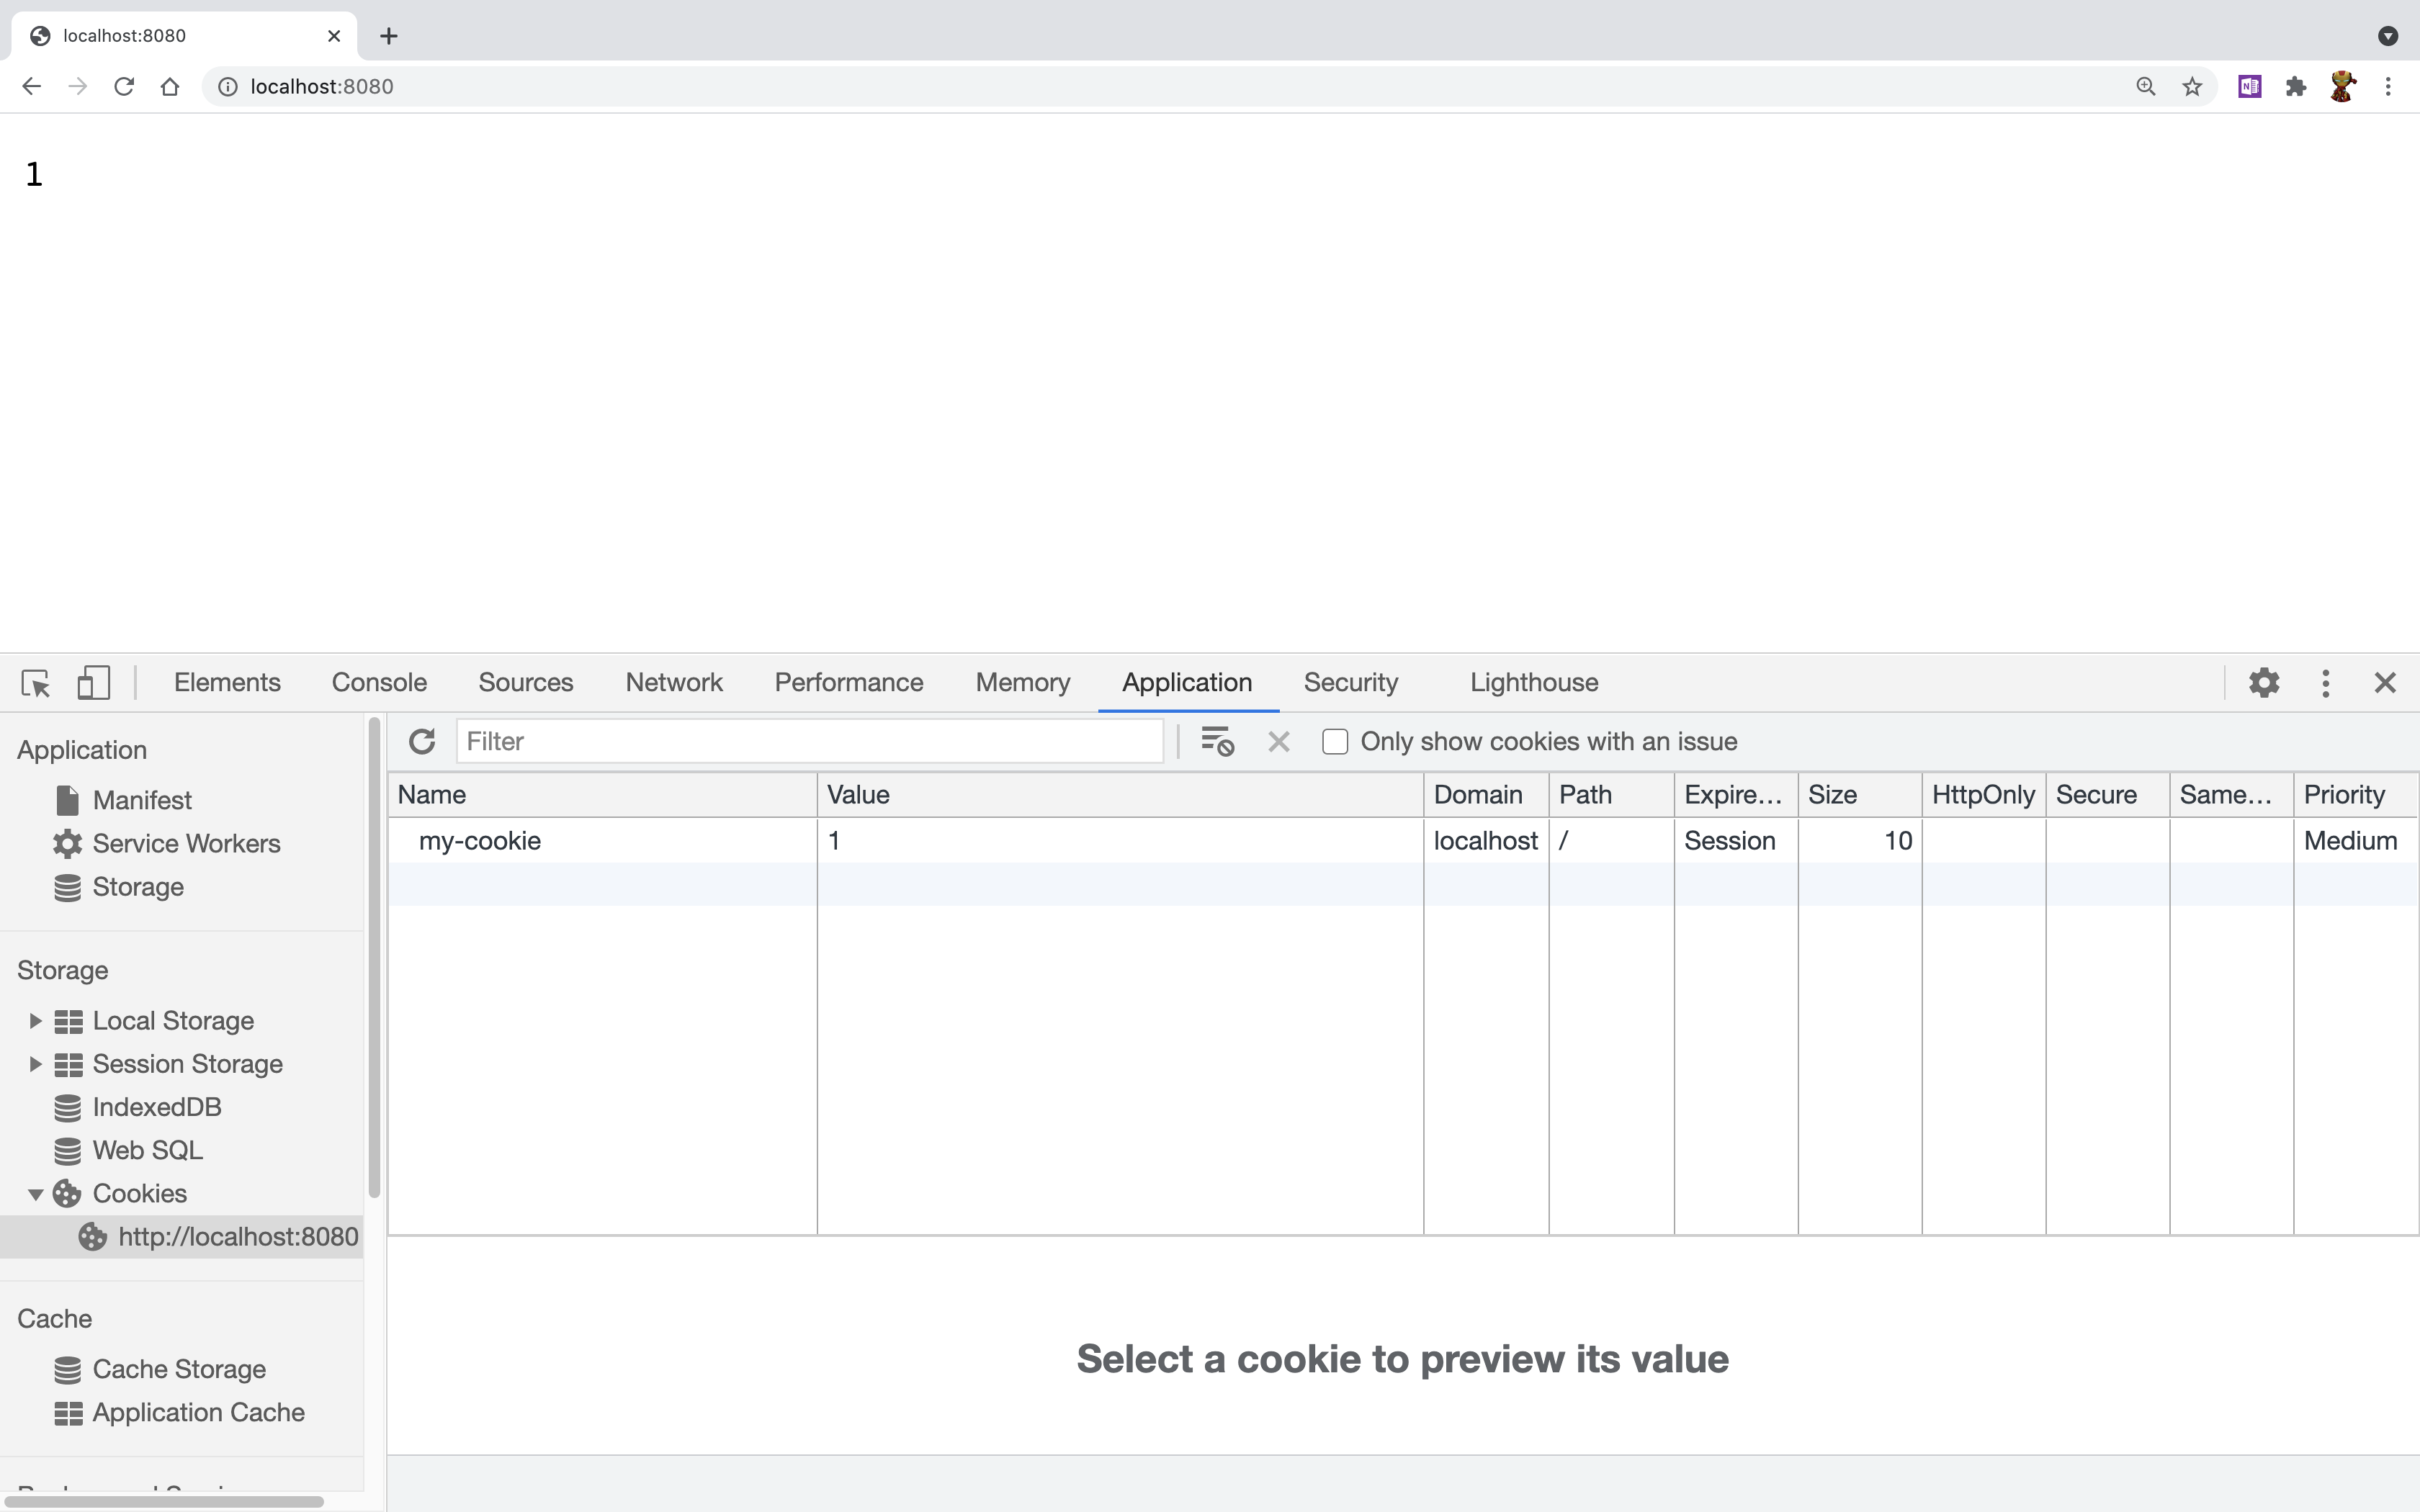 localhost:8080
localhost:8080
1
Elements Console Sources Network Performance Memory Application Security Lighthouse
Filter Only show cookies with an issue
Application
Manifest
Service Workers
Storage
Storage
Local Storage
Session Storage
IndexedDB
Web SQL
Cookies
http://localhost:8080
Cache
Cache Storage
Application Cache
Name Value Domain Path Expire... Size HttpOnly Secure Same... Priority
my-cookie 1 localhost / Session 10 Medium
Select a cookie to preview its value